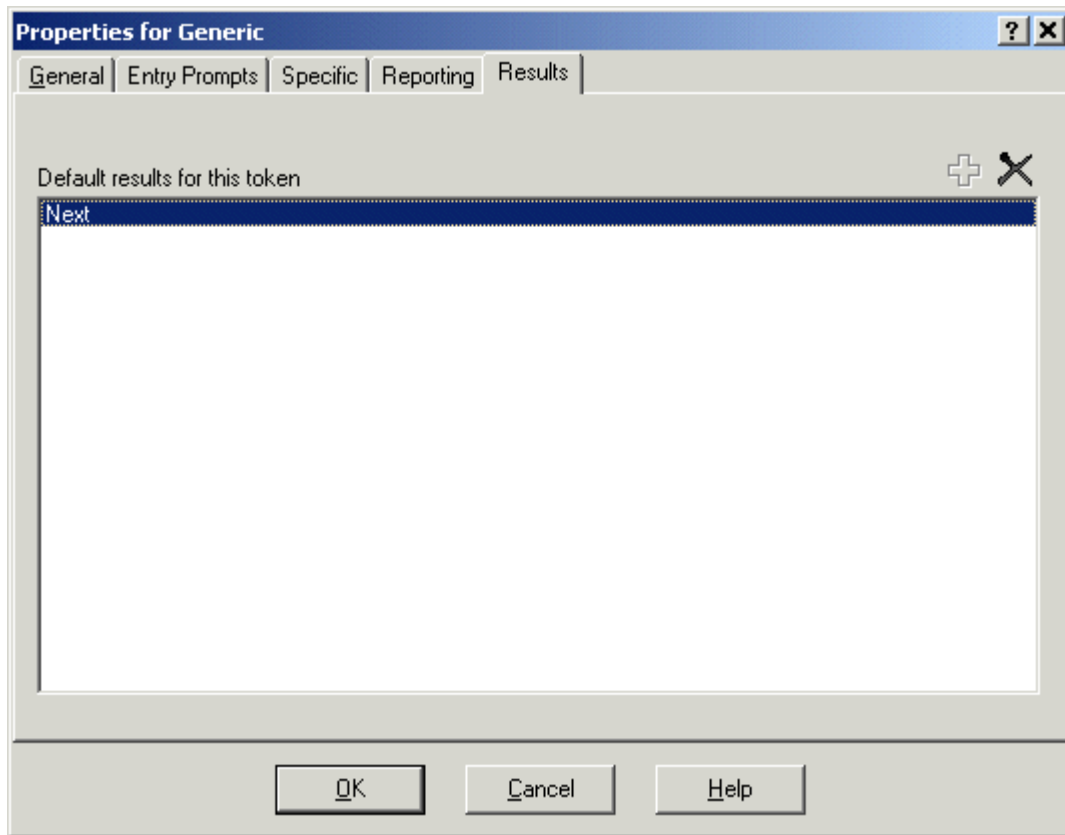 Properties for Generic
General Entry Prompts Specific Reporting Results
Default results for this token
Next
OK Cancel Help